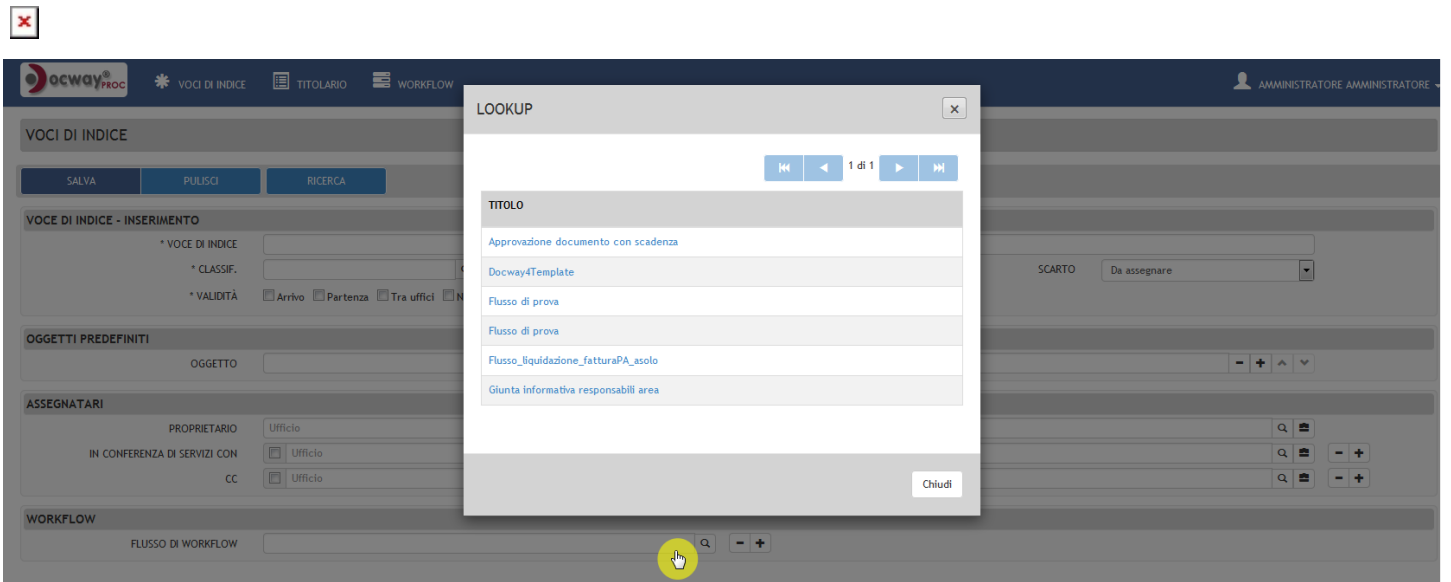 Docway® PROC VOCI DI INDICE TITOLARIO WORKFLOW AMMINISTRATORE AMMINISTRATORE
LOOKUP
VOCI DI INDICE
1 di 1
SALVA PULISCI RICERCA
TITOLO
VOCE DI INDICE - INSERIMENTO
* VOCE DI INDICE
Approvazione documento con scadenza
* CLASSIF. SCARTO Da assegnare
Docway4Template
* VALIDITÀ Arrivo Partenza Tra uffici N
Flusso di prova
Flusso di prova
OGGETTI PREDEFINITI
OGGETTO
Flusso_liquidazione_fatturaPA_asolo
Giunta informativa responsabili area
ASSEGNATARI
PROPRIETARIO Ufficio
IN CONFERENZA DI SERVIZI CON Ufficio
CC Ufficio
Chiudi
WORKFLOW
FLUSSO DI WORKFLOW